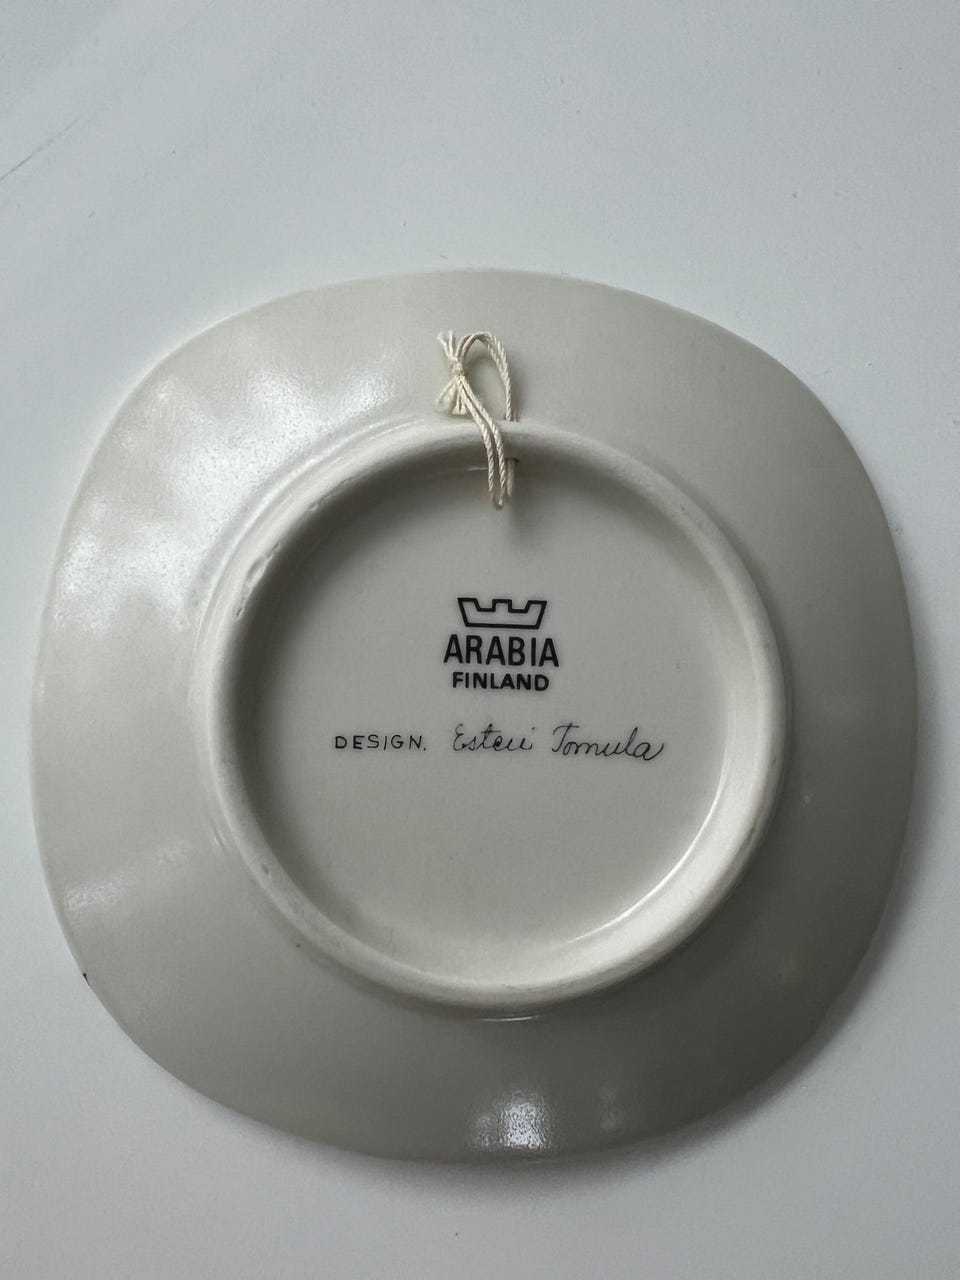 ARABIA
FINLAND
DESIGN. Esteri Tomula